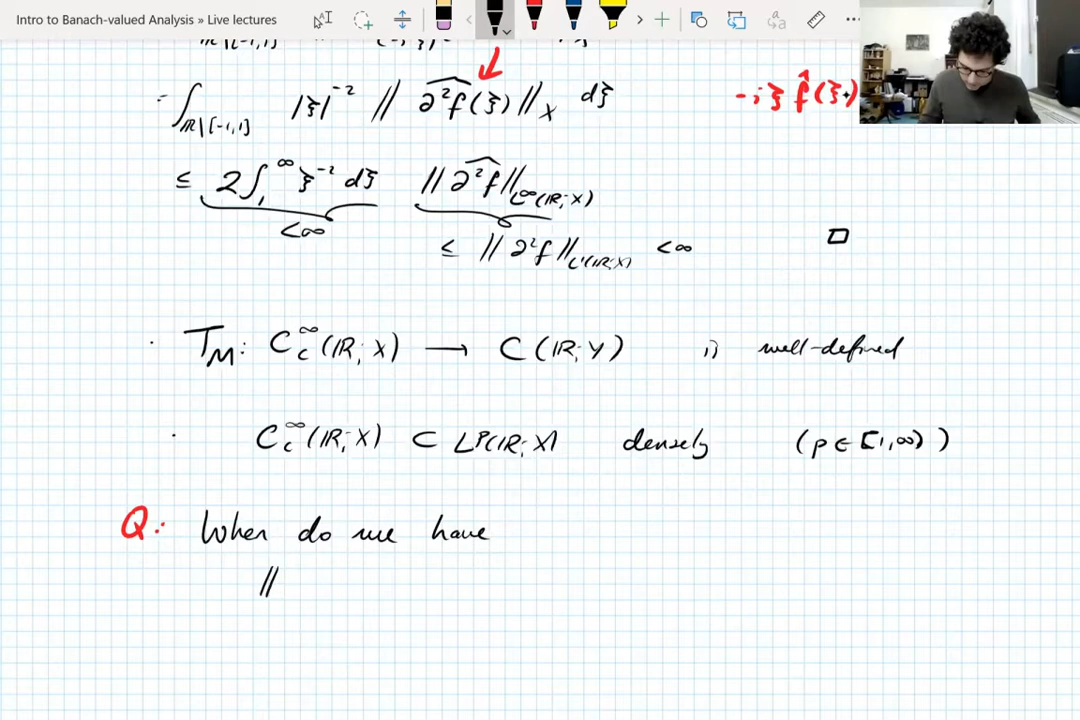 Intro to Banach-valued Analysis » Live lectures
= ∫_{ℝ\[-1,1]} |ξ|^{-2} ‖ \widehat{∂²f}(ξ) ‖_X dξ
-iξ f̂(ξ)
≤ 2∫_1^∞ ξ^{-2} dξ ‖ \widehat{∂²f} ‖_{L^∞(ℝ;X)}
<∞
≤ ‖ ∂²f ‖_{L¹(ℝ;X)} <∞ □
· T_M: C_c^∞(ℝ;X) → C(ℝ;Y) is well-defined
· C_c^∞(ℝ;X) ⊂ L^p(ℝ;X) densely (p ∈ [1,∞))
Q: When do we have
‖